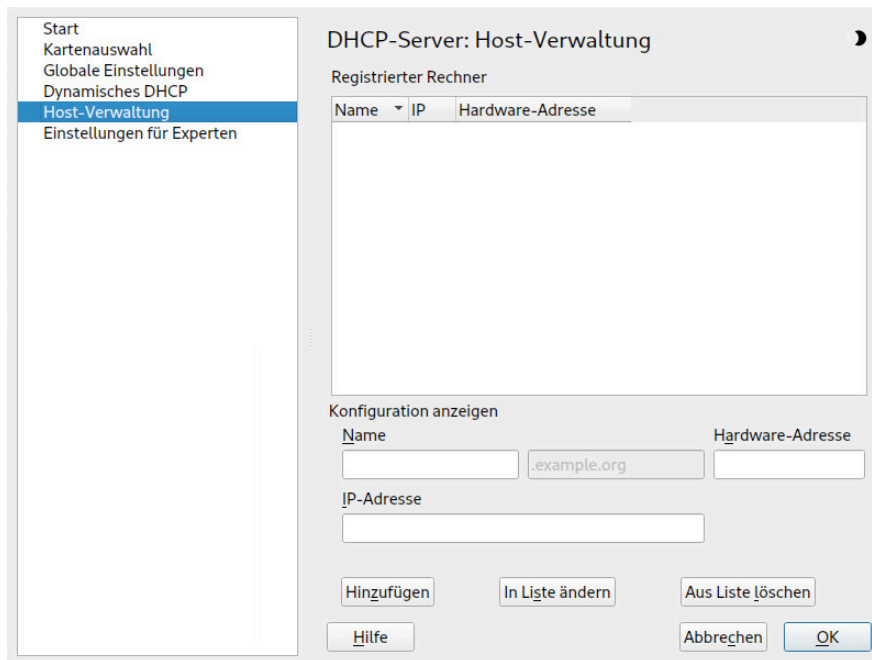 Start
Kartenauswahl
Globale Einstellungen
Dynamisches DHCP
Host-Verwaltung
Einstellungen für Experten
DHCP-Server: Host-Verwaltung
Registrierter Rechner
Name IP Hardware-Adresse
Konfiguration anzeigen
Name Hardware-Adresse
.example.org
IP-Adresse
Hinzufügen In Liste ändern Aus Liste löschen
Hilfe Abbrechen OK